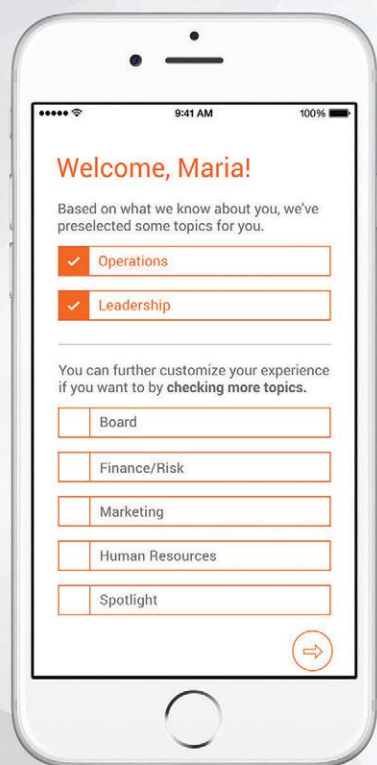 9:41 AM
100%
Welcome, Maria!
Based on what we know about you, we've
preselected some topics for you.
Operations
Leadership
You can further customize your experience
if you want to by checking more topics.
Board
Finance/Risk
Marketing
Human Resources
Spotlight